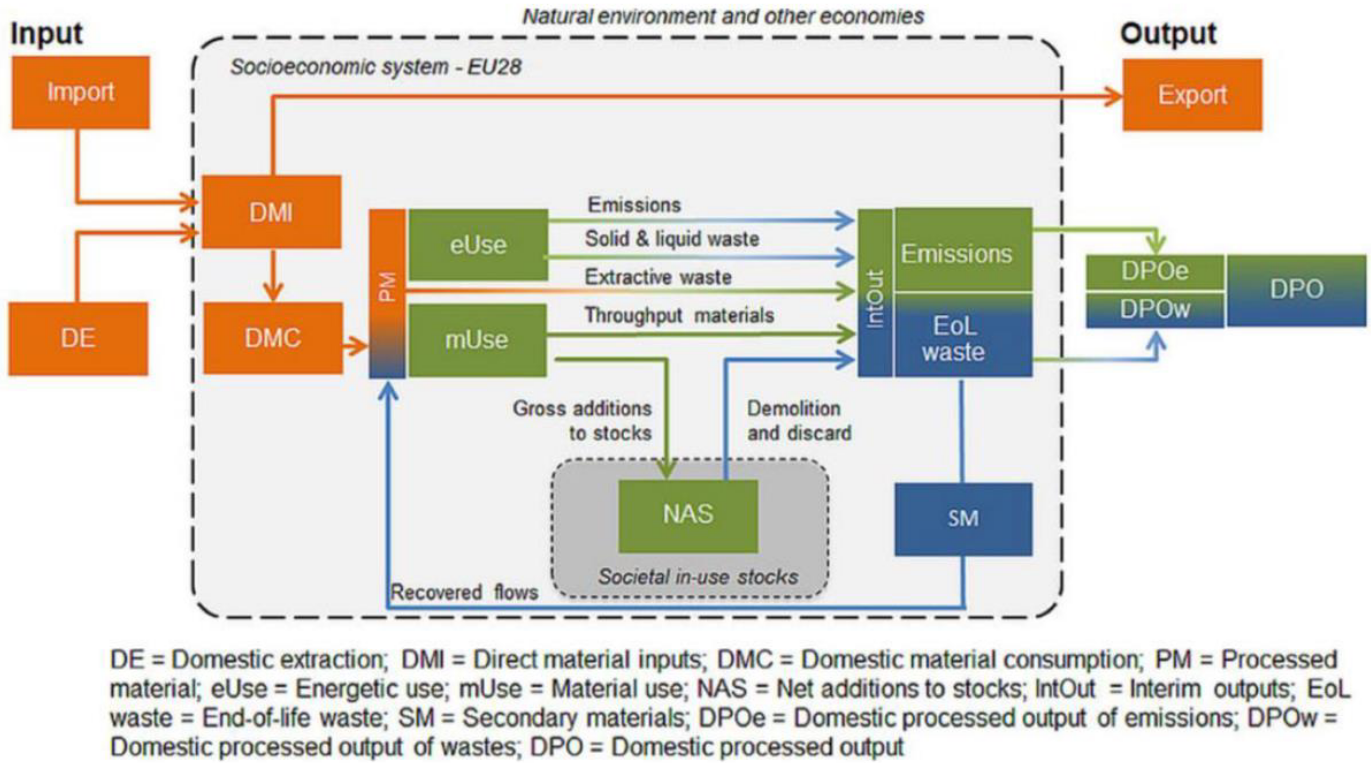 Natural environment and other economies
Input
Output
Socioeconomic system - EU28
Import
Export
DMI
Emissions
eUse
Solid & liquid waste
Emissions
PM
Extractive waste
IntOut
DPOe
DPO
DE
DMC
mUse
Throughput materials
EoL
waste
DPOw
Gross additions
to stocks
Demolition
and discard
NAS
SM
Societal in-use stocks
Recovered flows
DE = Domestic extraction; DMI = Direct material inputs; DMC = Domestic material consumption; PM = Processed
material; eUse = Energetic use; mUse = Material use; NAS = Net additions to stocks; IntOut = Interim outputs; EoL
waste = End-of-life waste; SM = Secondary materials; DPOe = Domestic processed output of emissions; DPOw =
Domestic processed output of wastes; DPO = Domestic processed output